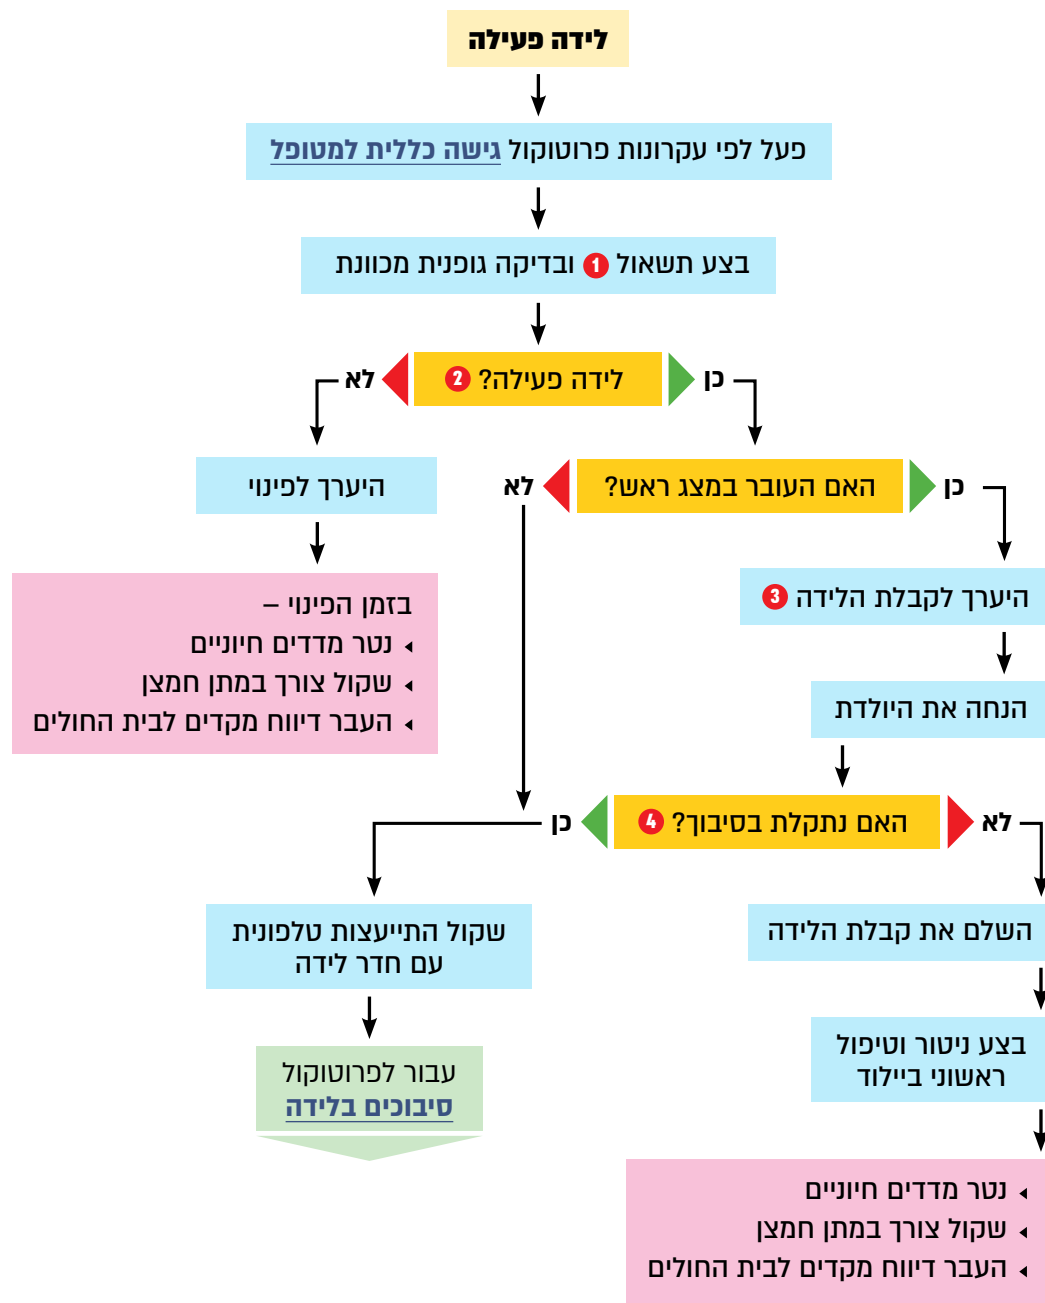 לידה פעילה
פעל לפי עקרונות פרוטוקול גישה כללית למטופל
בצע תשאול 1 ובדיקה גופנית מכוונת
לידה פעילה? 2
כן
לא
היערך לפינוי
בזמן הפינוי –
נטר מדדים חיוניים
שקול צורך במתן חמצן
העבר דיווח מקדים לבית החולים
האם העובר במצג ראש?
כן
לא
היערך לקבלת הלידה 3
הנחה את היולדת
האם נתקלת בסיבוך? 4
לא
כן
השלם את קבלת הלידה
בצע ניטור וטיפול
ראשוני ביילוד
נטר מדדים חיוניים
שקול צורך במתן חמצן
העבר דיווח מקדים לבית החולים
שקול התייעצות טלפונית
עם חדר לידה
עבור לפרוטוקול
סיבוכים בלידה